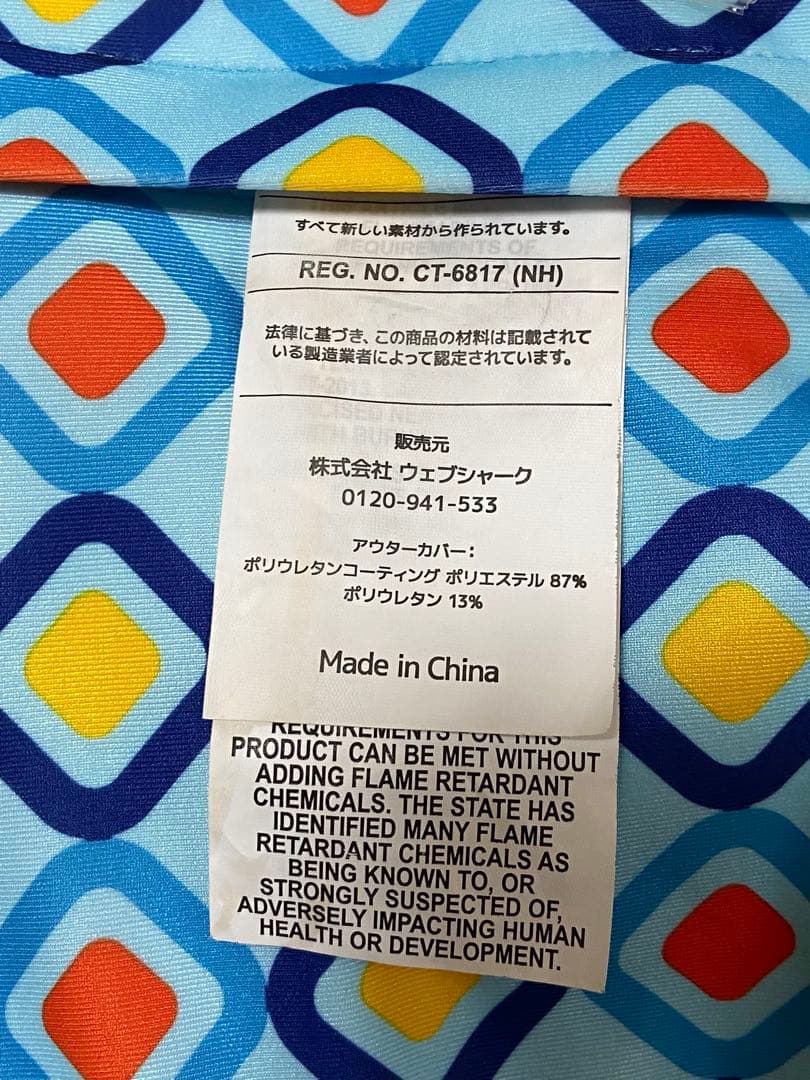 すべて新しい素材から作られています。
REQUIREMENTS OF
REG. NO. CT-6817 (NH)
法律に基づき、この商品の材料は記載されて
いる製造業者によって認定されています。
販売元
株式会社 ウェブシャーク
0120-941-533
アウターカバー：
ポリウレタンコーティング ポリエステル 87%
ポリウレタン 13%
Made in China
REQUIREMENTS FOR THIS
PRODUCT CAN BE MET WITHOUT
ADDING FLAME RETARDANT
CHEMICALS. THE STATE HAS
IDENTIFIED MANY FLAME
RETARDANT CHEMICALS AS
BEING KNOWN TO, OR
STRONGLY SUSPECTED OF,
ADVERSELY IMPACTING HUMAN
HEALTH OR DEVELOPMENT.